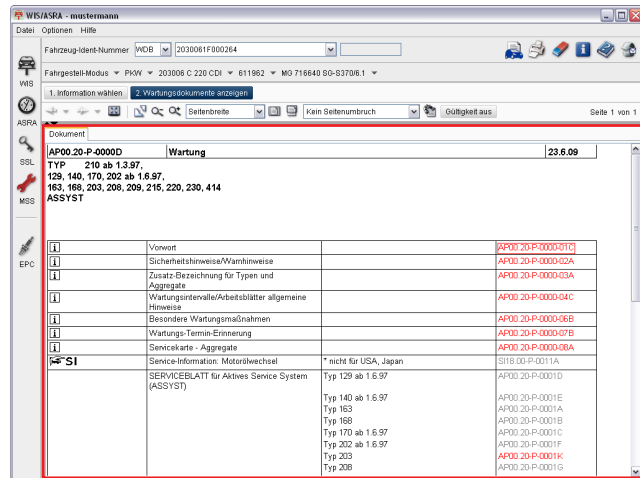 WIS/ASRA - mustermann
Datei Optionen Hilfe
Fahrzeug-Ident-Nummer WDB 2030061F000264
Fahrgestell-Modus PKW 203006 C 220 CDI 611962 MG 716640 SG-S370/6.1
WIS
ASRA
SSL
MSS
EPC
1. Information wählen 2. Wartungsdokumente anzeigen
Seitenbreite Kein Seitenumbruch Gültigkeit aus Seite 1 von 1
Dokument
AP00.20-P-0000D Wartung 23.6.09
TYP 210 ab 1.3.97,
129, 140, 170, 202 ab 1.6.97,
163, 168, 203, 208, 209, 215, 220, 230, 414
ASSYST
i Vorwort AP00.20-P-0000-01C
i Sicherheitshinweise/Warnhinweise AP00.20-P-0000-02A
i Zusatz-Bezeichnung für Typen und AP00.20-P-0000-03A
Aggregate
i Wartungsintervalle/Arbeitsblätter allgemeine AP00.20-P-0000-04C
Hinweise
i Besondere Wartungsmaßnahmen AP00.20-P-0000-06B
i Wartungs-Termin-Erinnerung AP00.20-P-0000-07B
i Servicekarte - Aggregate AP00.20-P-0000-08A
SI Service-Information: Motorölwechsel * nicht für USA, Japan SI18.00-P-0011A
SERVICEBLATT für Aktives Service System Typ 129 ab 1.6.97 AP00.20-P-0001D
(ASSYST)
Typ 140 ab 1.6.97 AP00.20-P-0001E
Typ 163 AP00.20-P-0001A
Typ 168 AP00.20-P-0001B
Typ 170 ab 1.6.97 AP00.20-P-0001C
Typ 202 ab 1.6.97 AP00.20-P-0001F
Typ 203 AP00.20-P-0001K
Typ 208 AP00.20-P-0001G